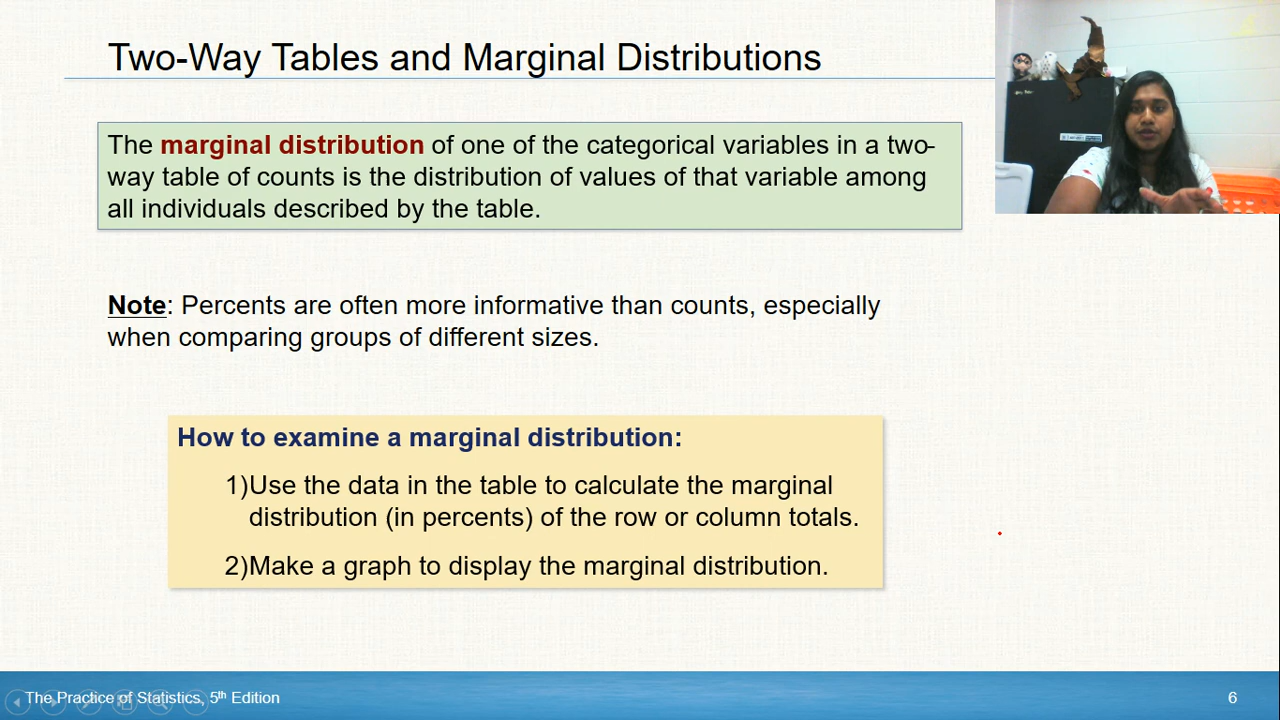 Two-Way Tables and Marginal Distributions
The marginal distribution of one of the categorical variables in a two-
way table of counts is the distribution of values of that variable among
all individuals described by the table.
Note: Percents are often more informative than counts, especially
when comparing groups of different sizes.
How to examine a marginal distribution:
1)Use the data in the table to calculate the marginal
distribution (in percents) of the row or column totals.
2)Make a graph to display the marginal distribution.
The Practice of Statistics, 5th Edition
6